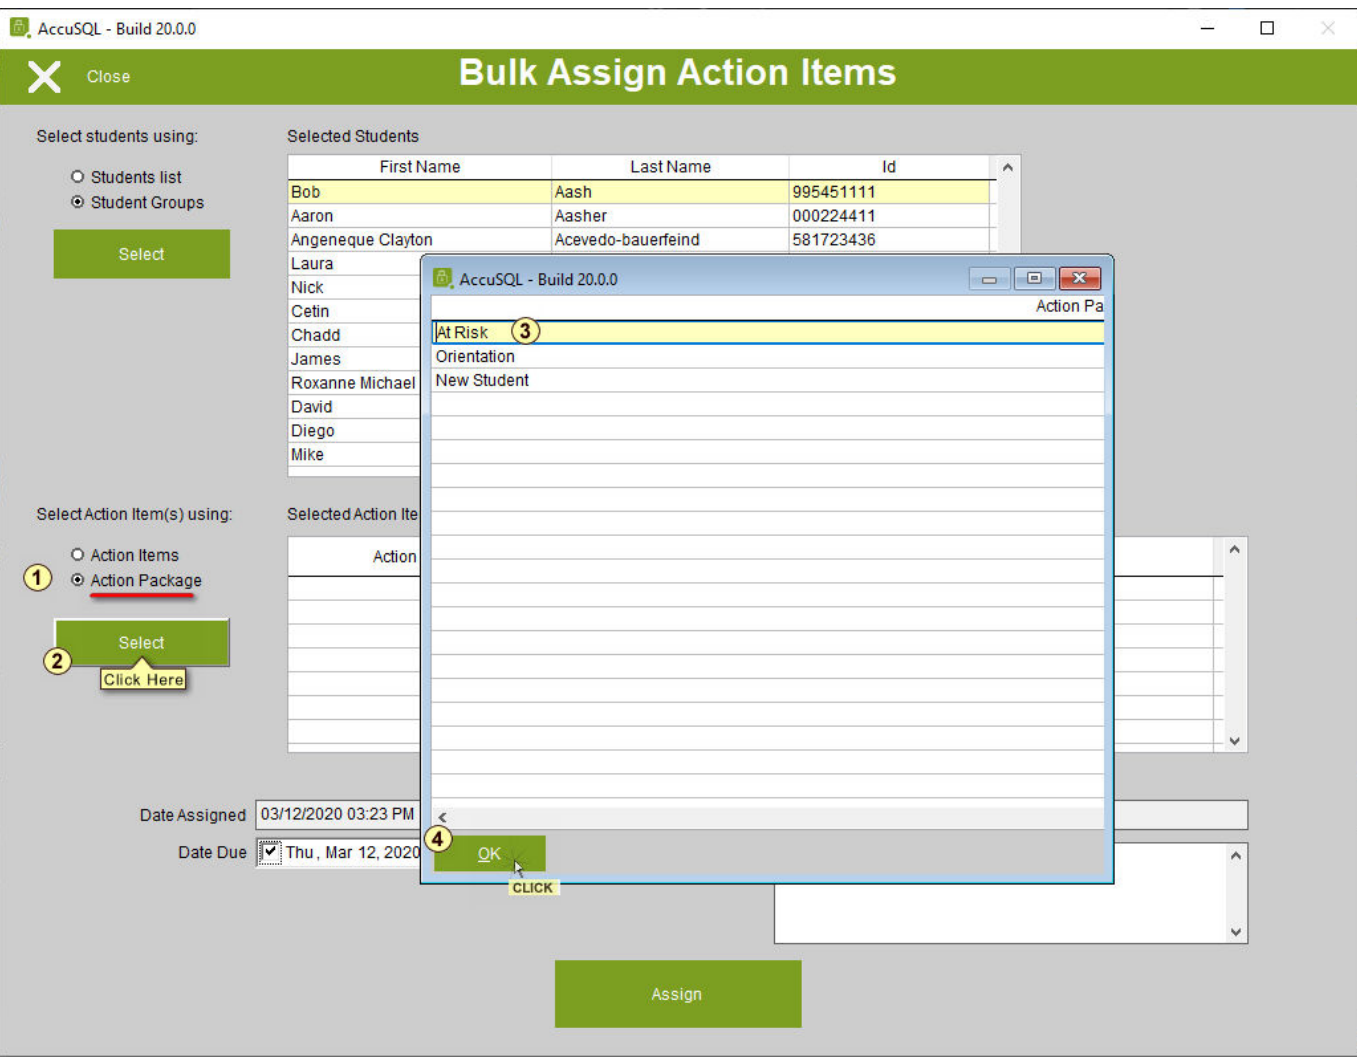 AccuSQL - Build 20.0.0
Close
Bulk Assign Action Items
Select students using:
Students list
Student Groups
Select
Selected Students
First Name Last Name Id
Bob Aash 995451111
Aaron Aasher 000224411
Angeneque Clayton Acevedo-bauerfeind 581723436
Laura
Nick
Cetin
Chadd
James
Roxanne Michael
David
Diego
Mike
AccuSQL - Build 20.0.0
Action Pa
At Risk 3
Orientation
New Student
4
OK
CLICK
Select Action Item(s) using:
Action Items
1 Action Package
Select
2
Click Here
Selected Action Ite
Action
Date Assigned 03/12/2020 03:23 PM
Date Due Thu , Mar 12, 2020
Assign